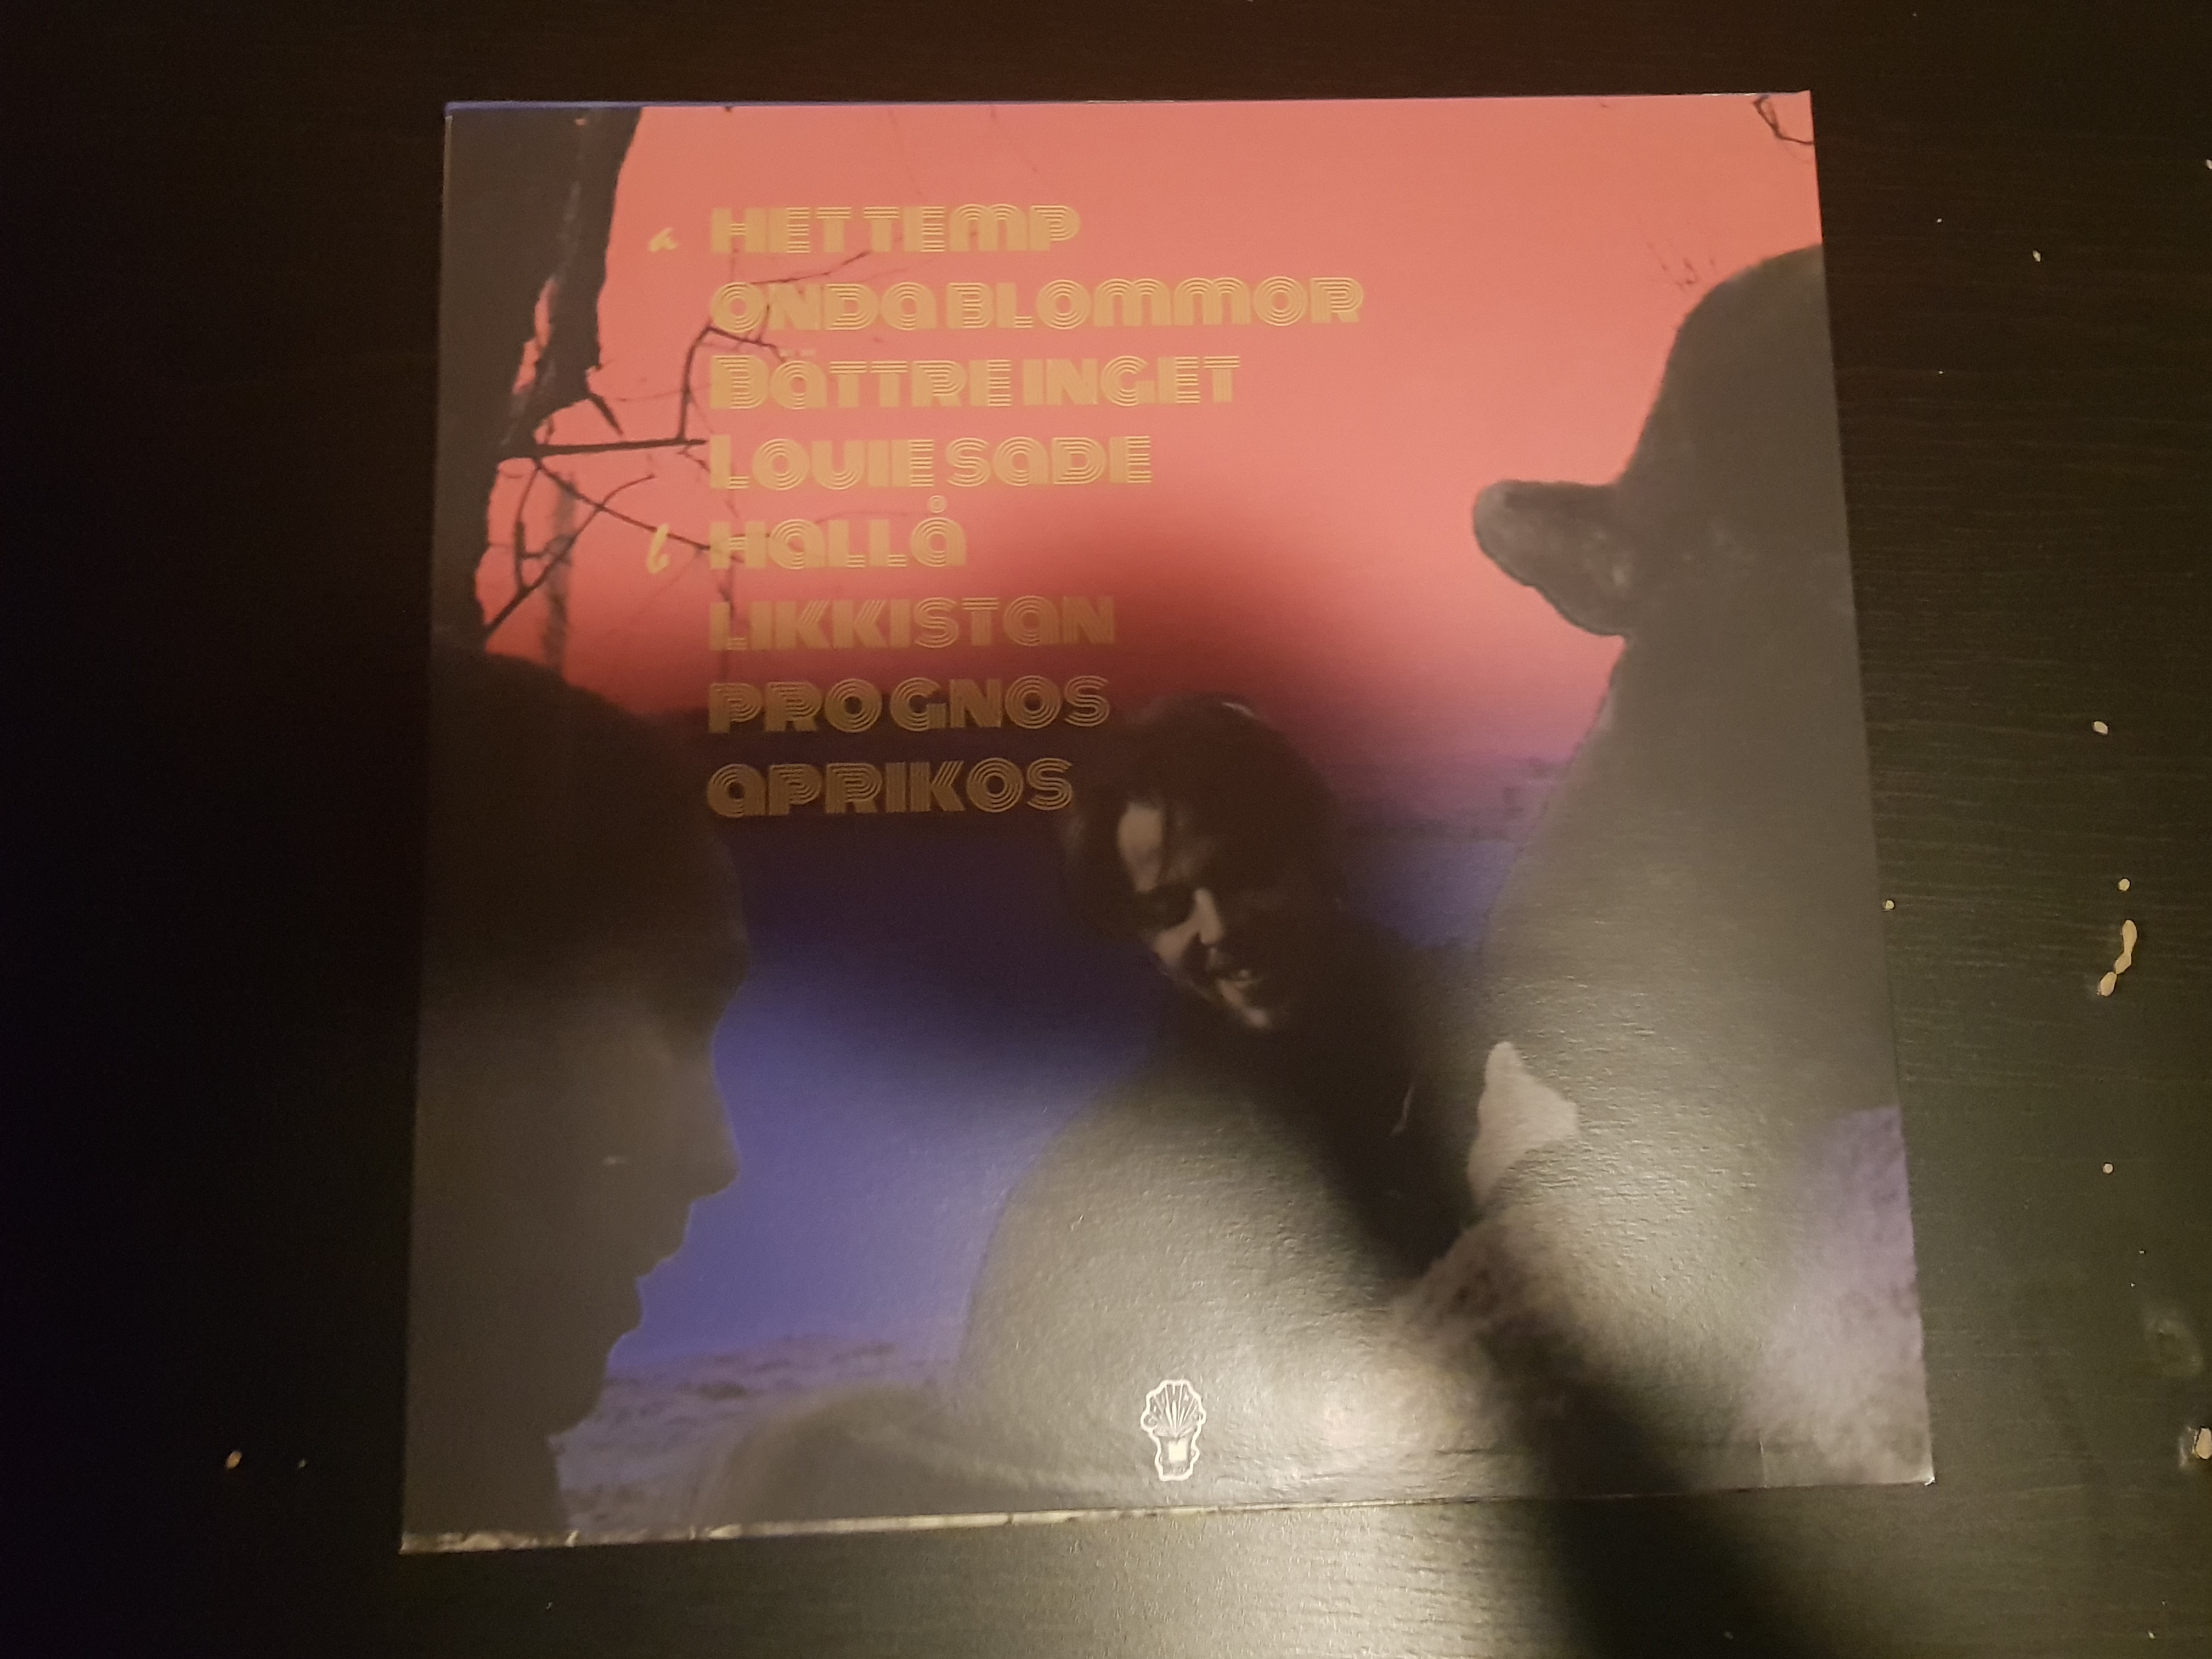 a HET TEMP
ONDA BLOMMOR
BÄTTRE INGET
LOUIE SADE
b HALLÅ
LIKKISTAN
PROGNOS
APRIKOS